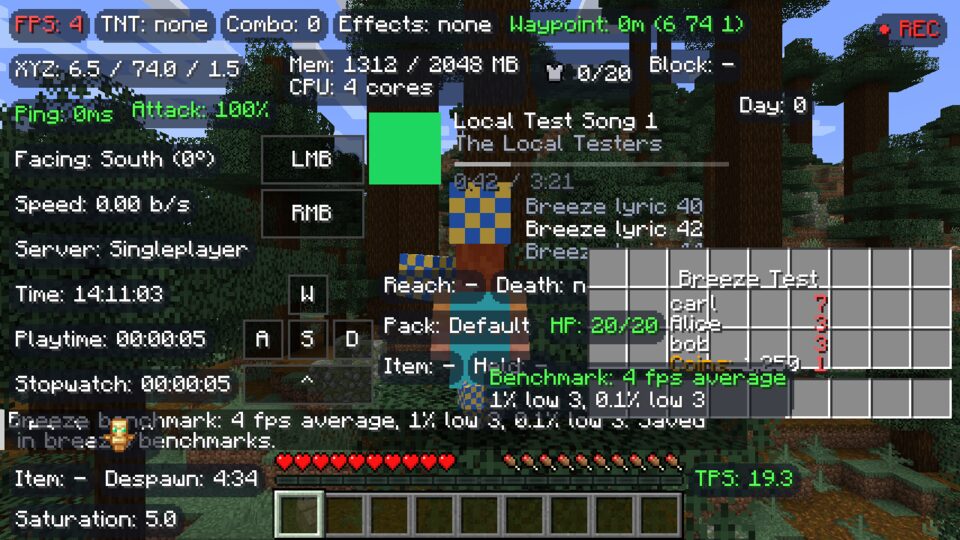 FPS: 4 TNT: none Combo: 0 Effects: none Waypoint: 0m (6 74 1) REC
XYZ: 6.5 / 74.0 / 1.5 Mem: 1312 / 2048 MB 0/20 Block: -
CPU: 4 cores
Ping: 0ms Attack: 100% Day: 0
Local Test Song 1
The Local Testers
Facing: South (0°) LMB
0:42 / 3:21
Speed: 0.00 b/s RMB
Breeze lyric 40
Breeze lyric 42
Breeze
Server: Singleplayer
Breeze Test
Reach: - Death:
Time: 14:11:03 W
carl 7
Pack: Default HP: 20/20 Alice 3
Playtime: 00:00:05 A S D
bob 3
Item: - Held: -
Coins: 1,250 1
Stopwatch: 00:00:05 ^
Benchmark: 4 fps average
1% low 3, 0.1% low 3
Breeze benchmark: 4 fps average, 1% low 3, 0.1% low 3. Saved
in breeze benchmarks.
Item: - Despawn: 4:34 TPS: 19.3
Saturation: 5.0